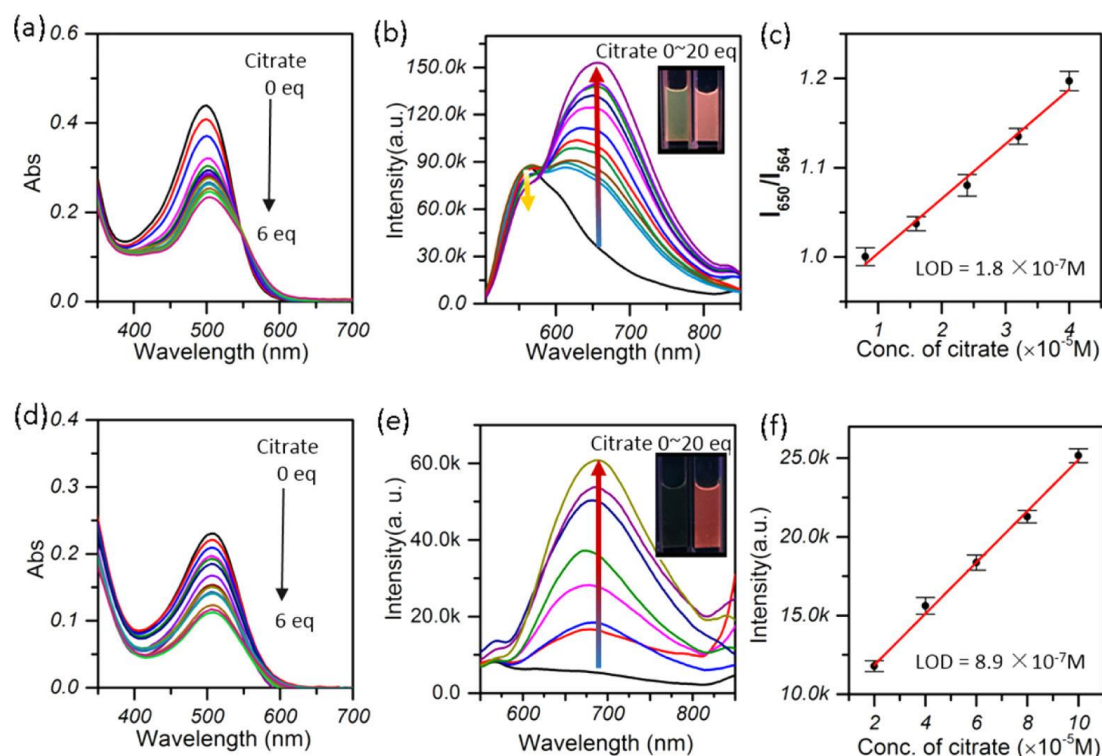 (a)
0.6
0.4
0.2
0.0
Abs
Citrate
0 eq
6 eq
400 500 600 700
Wavelength (nm)
(b)
Citrate 0~20 eq
150.0k
120.0k
90.0k
60.0k
30.0k
0.0
Intensity(a.u.)
600 700 800
Wavelength (nm)
(c)
1.2
1.1
1.0
I650/I564
LOD = 1.8 ×10-7M
1 2 3 4
Conc. of citrate (×10-5M)
(d)
0.4
0.3
0.2
0.1
0.0
Abs
Citrate
0 eq
6 eq
400 500 600 700
Wavelength (nm)
(e)
Citrate 0~20 eq
60.0k
40.0k
20.0k
0.0
Intensity(a. u.)
600 700 800
Wavelength (nm)
(f)
25.0k
20.0k
15.0k
10.0k
Intensity(a.u.)
LOD = 8.9 ×10-7M
2 4 6 8 10
Conc. of citrate (×10-5M)